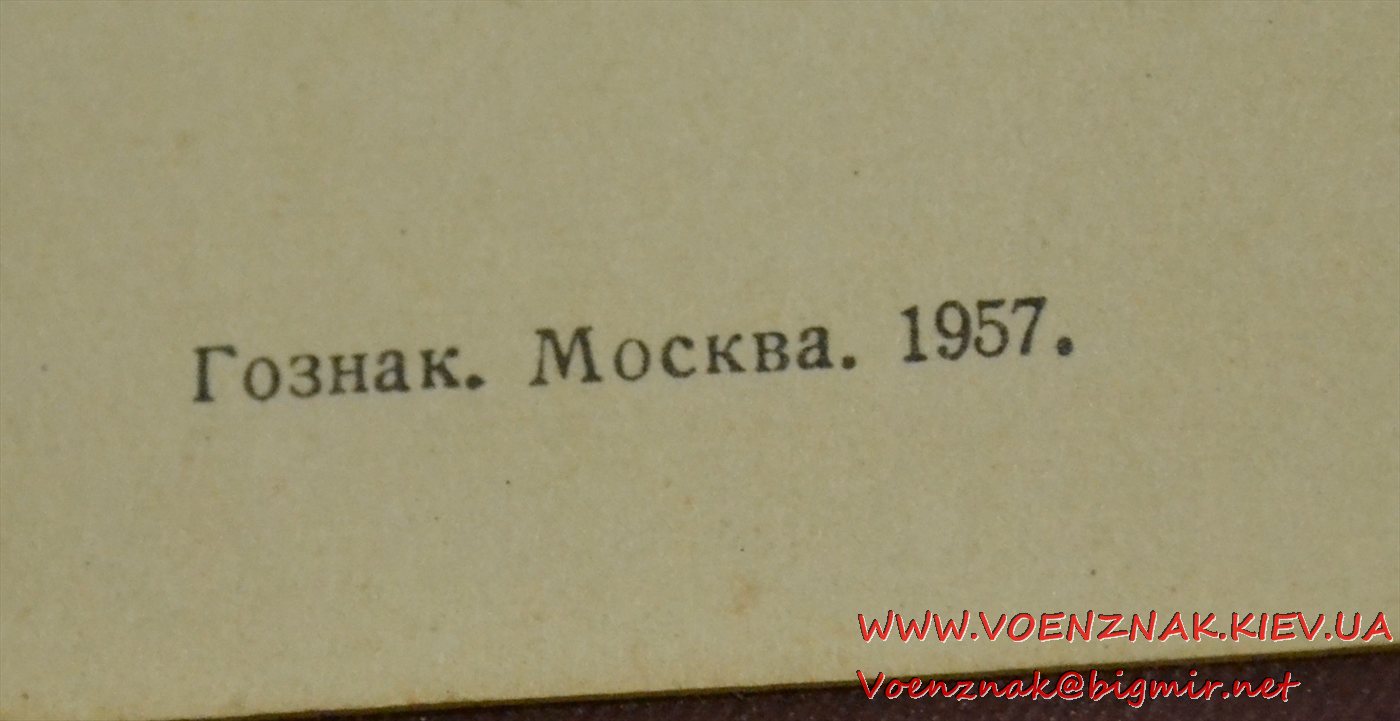 Гознак. Москва. 1957.
WWW.VOENZNAK.KIEV.UA
Voenznak@bigmir.net